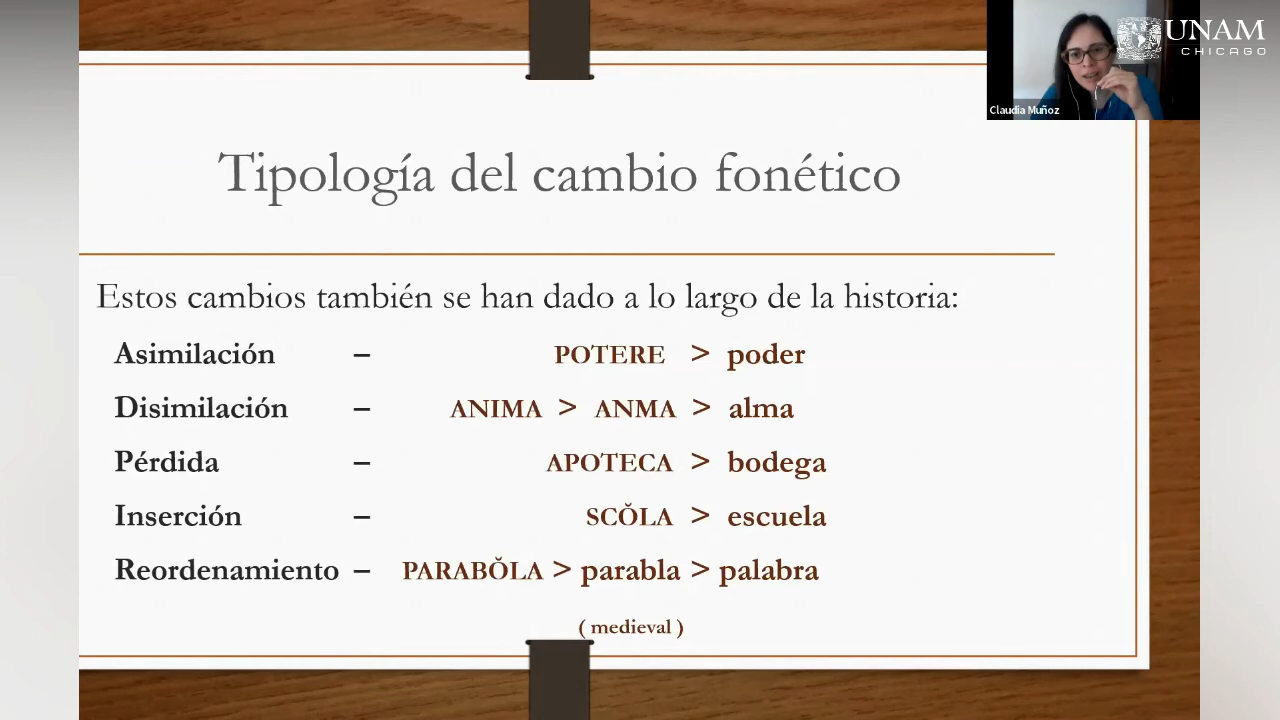 UNAM
CHICAGO
Claudia Muñoz
Tipología del cambio fonético
Estos cambios también se han dado a lo largo de la historia:
Asimilación – POTERE > poder
Disimilación – ANIMA > ANMA > alma
Pérdida – APOTECA > bodega
Inserción – SCŎLA > escuela
Reordenamiento – PARABŎLA > parabla > palabra
( medieval )